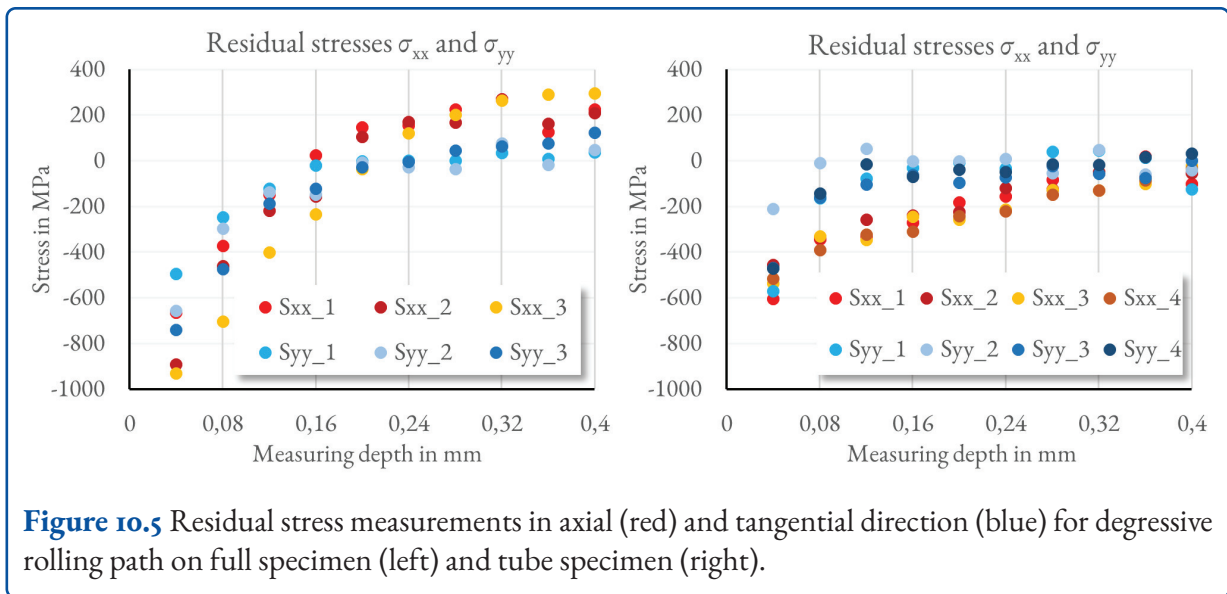 Residual stresses σxx and σyy
400
200
0
-200
-400
-600
-800
-1000
Stress in MPa
Sxx_1 Sxx_2 Sxx_3
Syy_1 Syy_2 Syy_3
0 0,08 0,16 0,24 0,32 0,4
Measuring depth in mm
Residual stresses σxx and σyy
400
200
0
-200
-400
-600
-800
-1000
Stress in MPa
Sxx_1 Sxx_2 Sxx_3 Sxx_4
Syy_1 Syy_2 Syy_3 Syy_4
0 0,08 0,16 0,24 0,32 0,4
Measuring depth in mm
Figure 10.5 Residual stress measurements in axial (red) and tangential direction (blue) for degressive
rolling path on full specimen (left) and tube specimen (right).